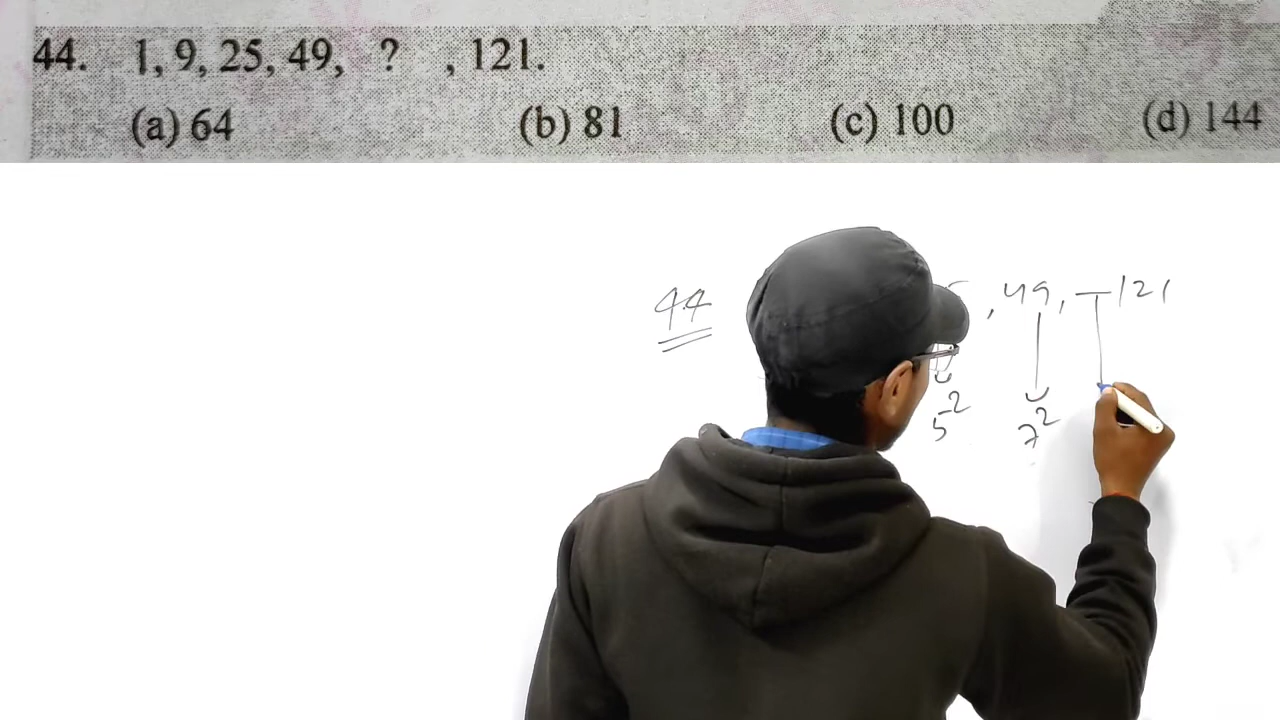 44. 1, 9, 25, 49, ? , 121.
(a) 64 (b) 81 (c) 100 (d) 144
44 , 49, — 121
5² 7²